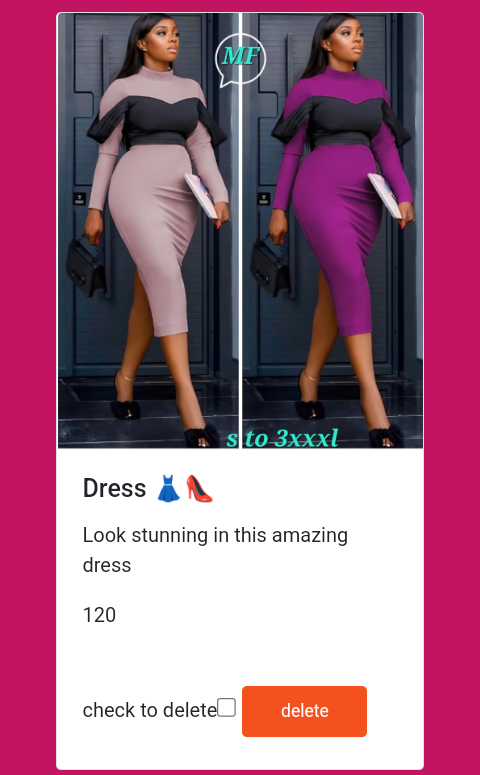 MF
s to 3xxxl
Dress 👗👠
Look stunning in this amazing
dress
120
check to delete
delete